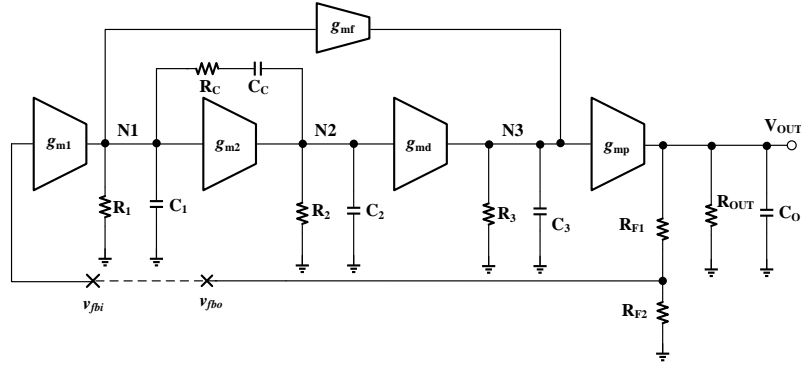 gmf
RC CC
gm1 N1 gm2 N2 gmd N3 gmp VOUT
R1 C1 R2 C2 R3 C3 RF1 ROUT CO
vfbi vfbo RF2